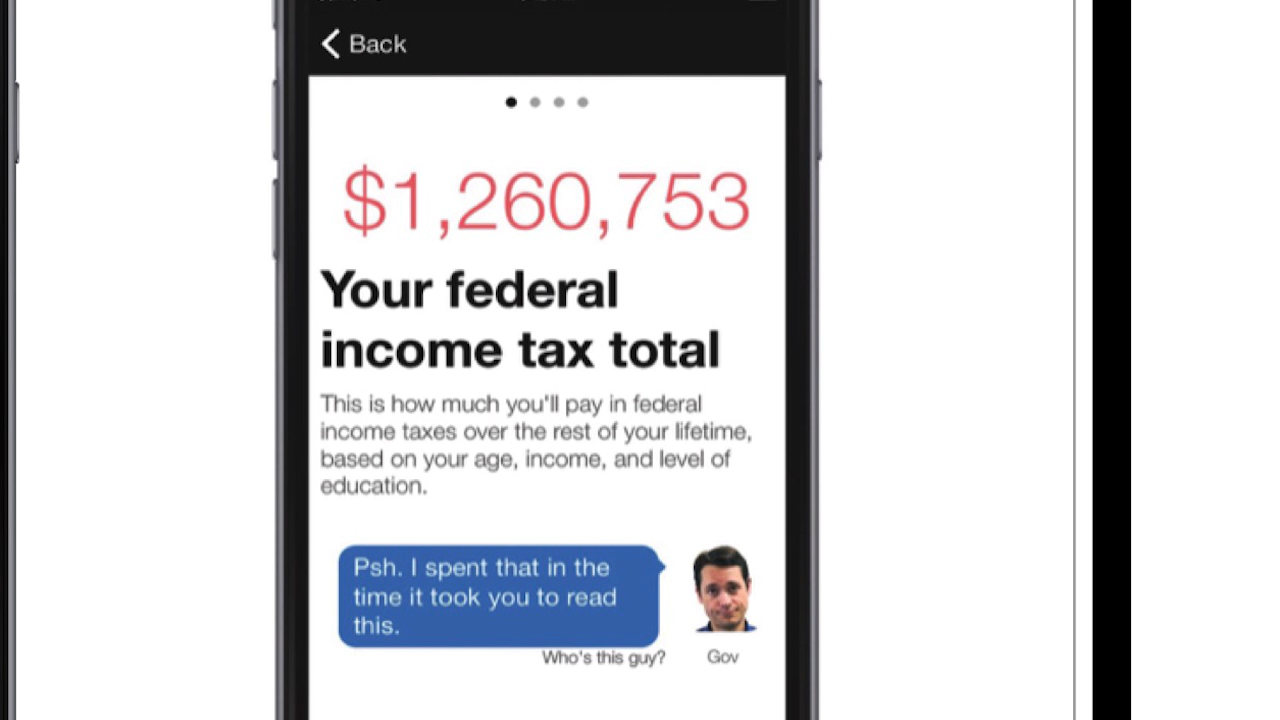 Back
$1,260,753
Your federal
income tax total
This is how much you'll pay in federal
income taxes over the rest of your lifetime,
based on your age, income, and level of
education.
Psh. I spent that in the
time it took you to read
this.
Who's this guy?
Gov